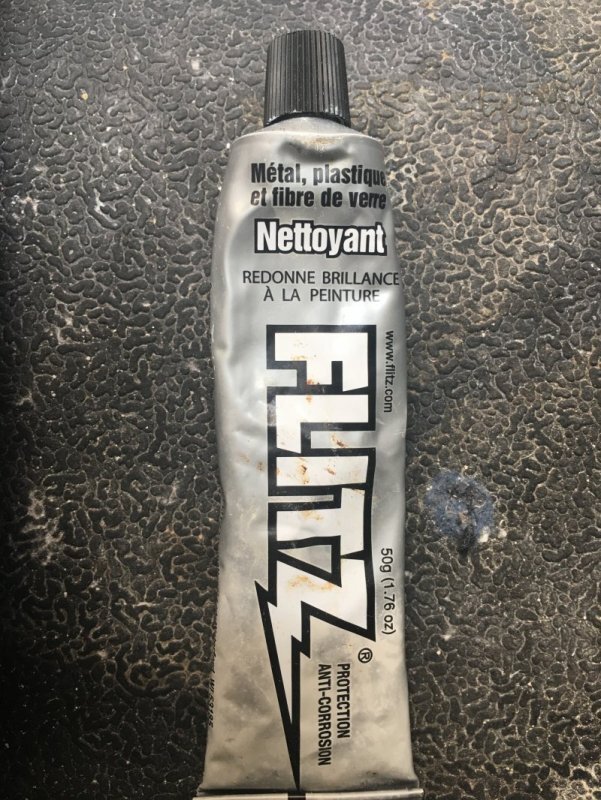 Métal, plastique
et fibre de verre
Nettoyant
REDONNE BRILLANCE
À LA PEINTURE
FLITZ®
www.flitz.com
50g (1.76 oz)
PROTECTION
ANTI-CORROSION